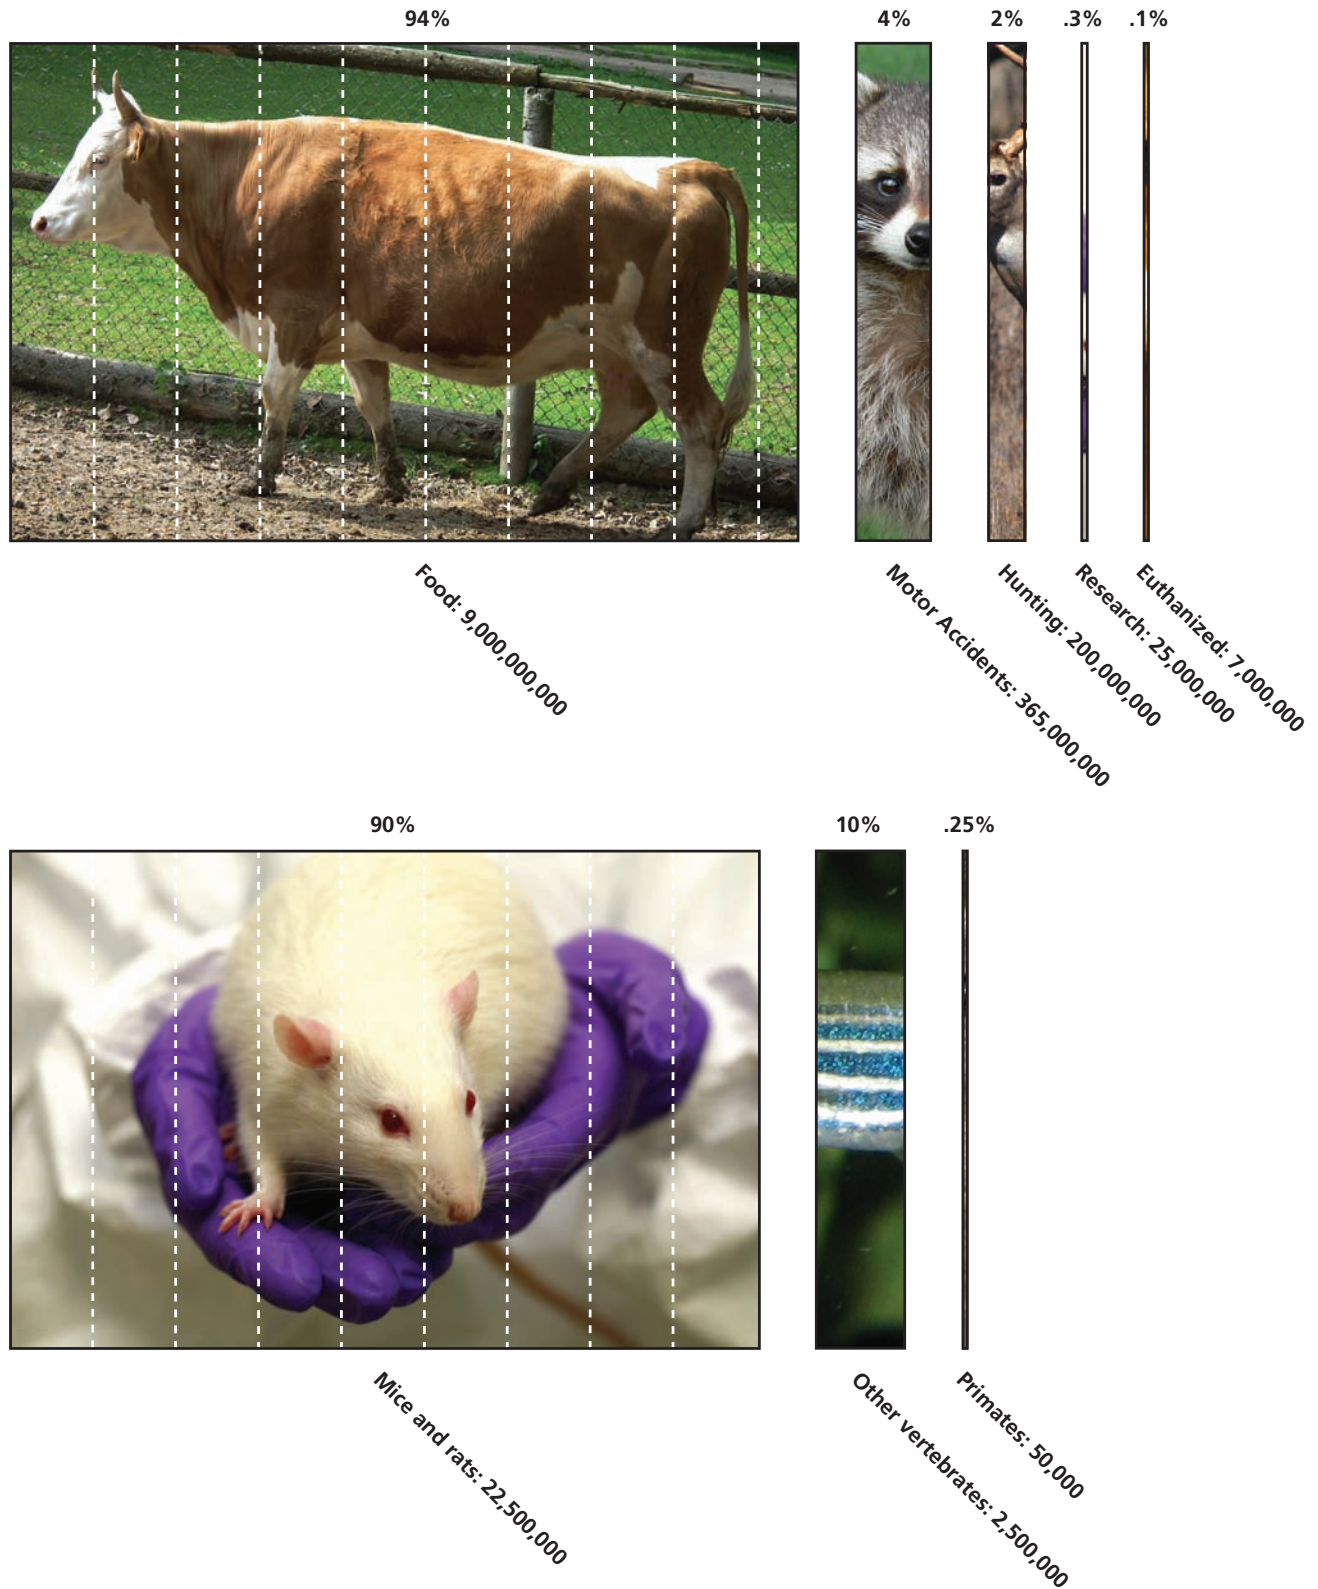 94%
4%
2%
.3%
.1%
Food: 9,000,000,000
Motor Accidents: 365,000,000
Hunting: 200,000,000
Research: 25,000,000
Euthanized: 7,000,000
90%
10%
.25%
Mice and rats: 22,500,000
Other vertebrates: 2,500,000
Primates: 50,000